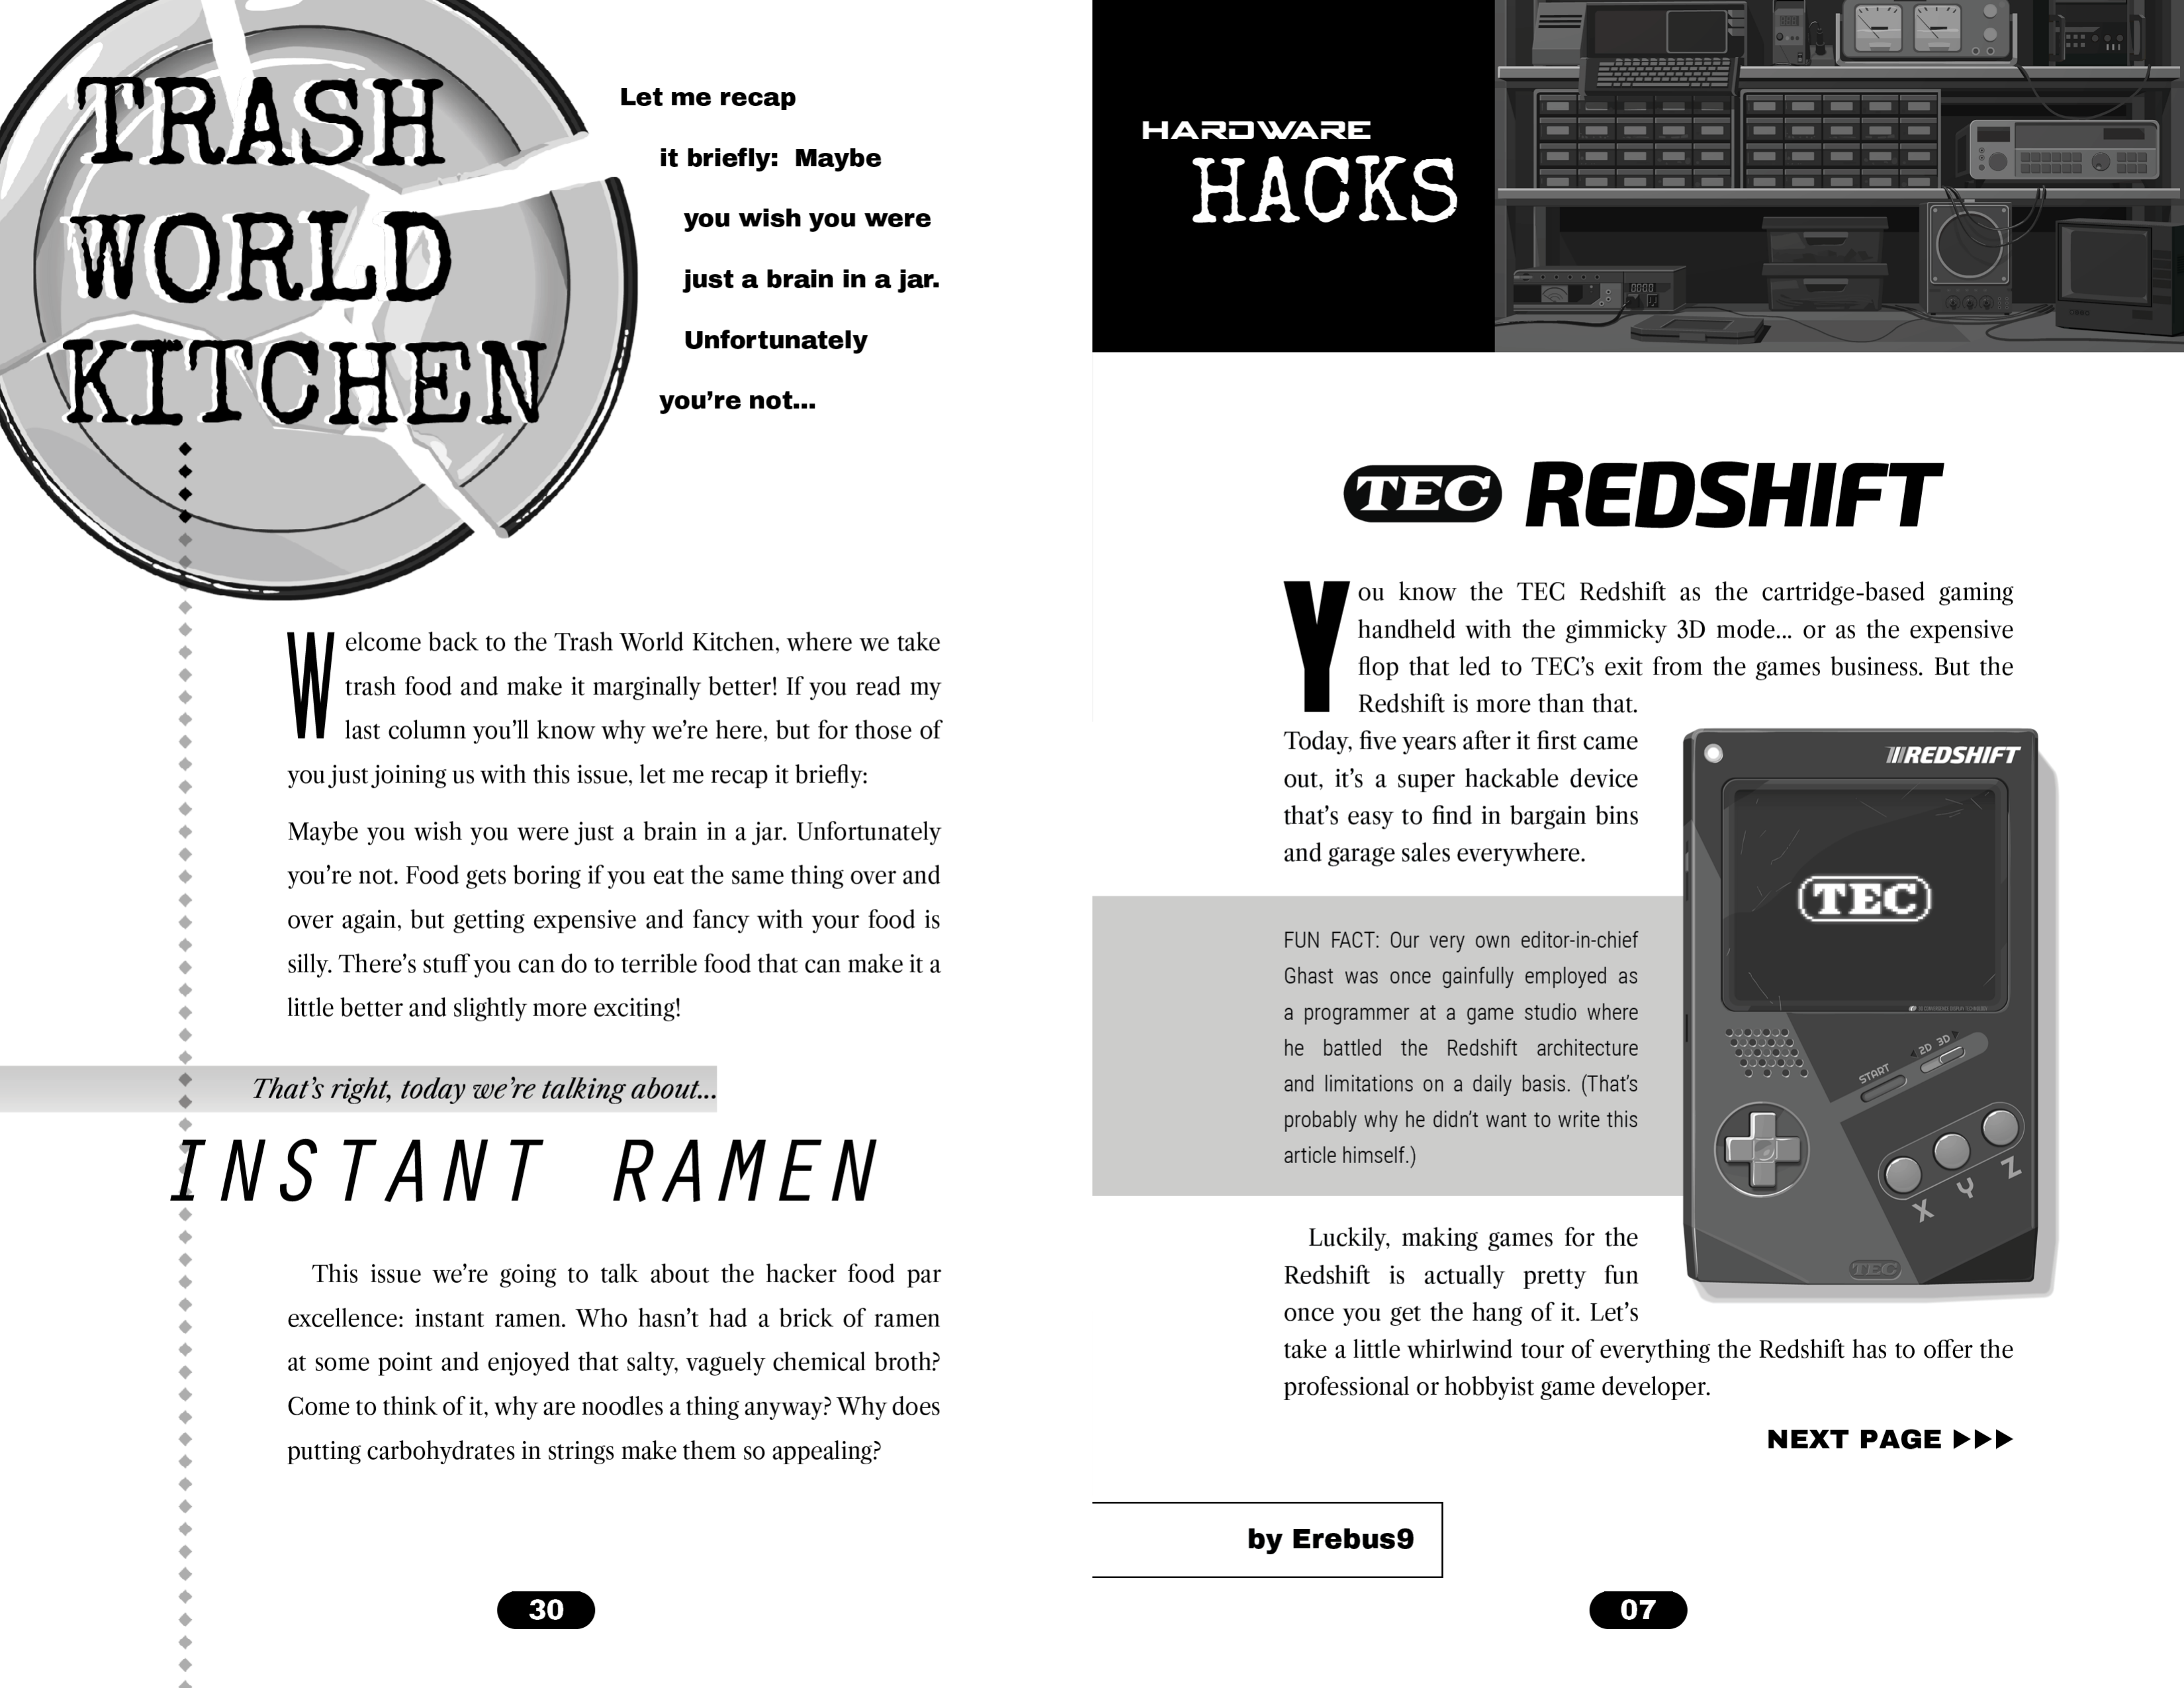 TRASH
WORLD
KITCHEN
Let me recap
it briefly:  Maybe
you wish you were
just a brain in a jar.
Unfortunately
you're not...
Welcome back to the Trash World Kitchen, where we take
trash food and make it marginally better! If you read my
last column you'll know why we're here, but for those of
you just joining us with this issue, let me recap it briefly:
Maybe you wish you were just a brain in a jar. Unfortunately
you're not. Food gets boring if you eat the same thing over and
over again, but getting expensive and fancy with your food is
silly. There's stuff you can do to terrible food that can make it a
little better and slightly more exciting!
That's right, today we're talking about...
INSTANT RAMEN
This issue we're going to talk about the hacker food par
excellence: instant ramen. Who hasn't had a brick of ramen
at some point and enjoyed that salty, vaguely chemical broth?
Come to think of it, why are noodles a thing anyway? Why does
putting carbohydrates in strings make them so appealing?
30
HARDWARE
HACKS
TEC REDSHIFT
You know the TEC Redshift as the cartridge-based gaming
handheld with the gimmicky 3D mode... or as the expensive
flop that led to TEC's exit from the games business. But the
Redshift is more than that.
Today, five years after it first came
out, it's a super hackable device
that's easy to find in bargain bins
and garage sales everywhere.
FUN FACT: Our very own editor-in-chief
Ghast was once gainfully employed as
a programmer at a game studio where
he battled the Redshift architecture
and limitations on a daily basis. (That's
probably why he didn't want to write this
article himself.)
REDSHIFT
TEC
START
2D 3D
X Y Z
TEC
Luckily, making games for the
Redshift is actually pretty fun
once you get the hang of it. Let's
take a little whirlwind tour of everything the Redshift has to offer the
professional or hobbyist game developer.
NEXT PAGE ▶▶▶
by Erebus9
07